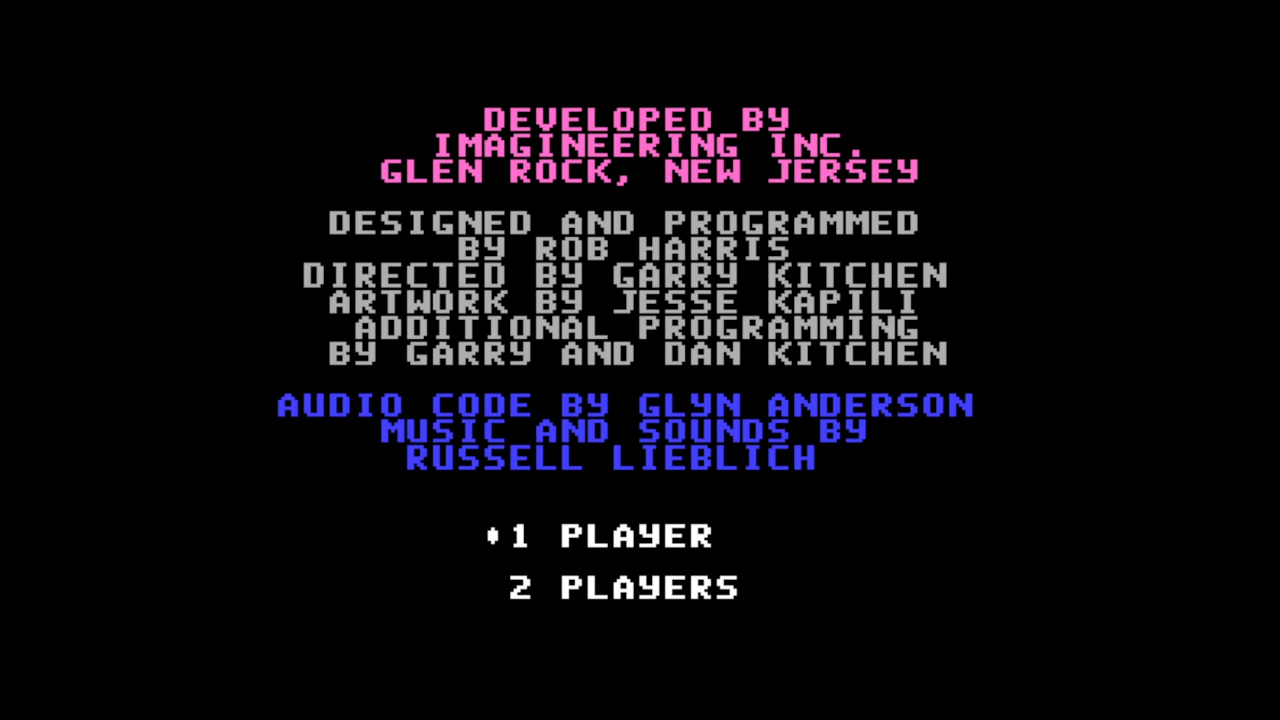 DEVELOPED BY
IMAGINEERING INC.
GLEN ROCK, NEW JERSEY
DESIGNED AND PROGRAMMED
BY ROB HARRIS
DIRECTED BY GARRY KITCHEN
ARTWORK BY JESSE KAPILI
ADDITIONAL PROGRAMMING
BY GARRY AND DAN KITCHEN
AUDIO CODE BY GLYN ANDERSON
MUSIC AND SOUNDS BY
RUSSELL LIEBLICH
1 PLAYER
2 PLAYERS